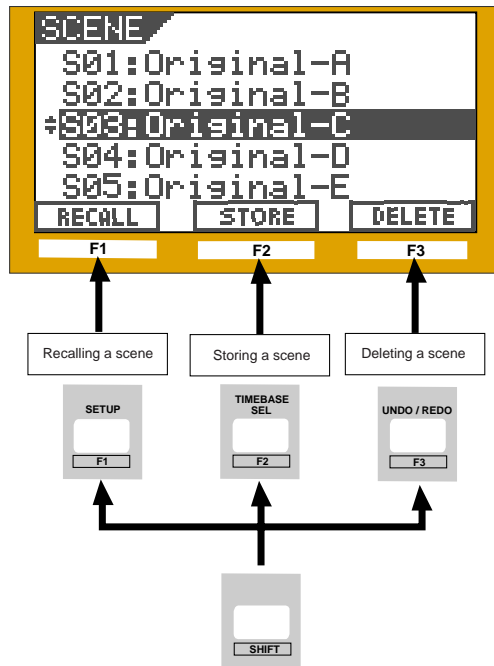 SCENE
S01:Original-A
S02:Original-B
S03:Original-C
S04:Original-D
S05:Original-E
RECALL STORE DELETE
F1 F2 F3
Recalling a scene Storing a scene Deleting a scene
SETUP TIMEBASE SEL UNDO / REDO
F1 F2 F3
SHIFT